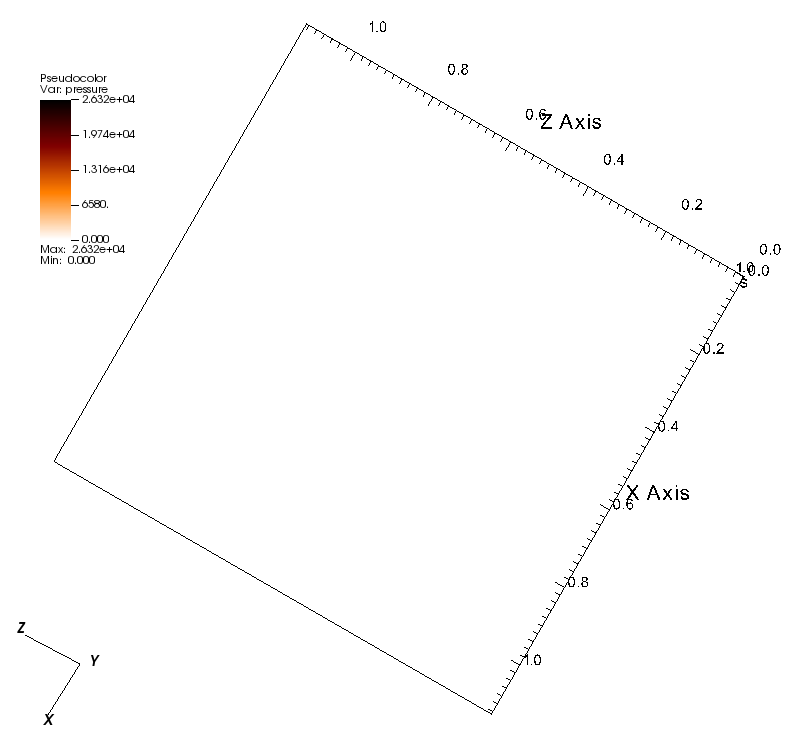 1.0
Pseudocolor
Var: pressure
0.8
2.632e+04
0.6
Z Axis
1.974e+04
0.4
1.316e+04
0.2
6580.
0.000
0.0
Max: 2.632e+04
Min: 0.000
1.0
0.0
s
0.2
0.4
X Axis
0.6
0.8
1.0
Z
Y
X